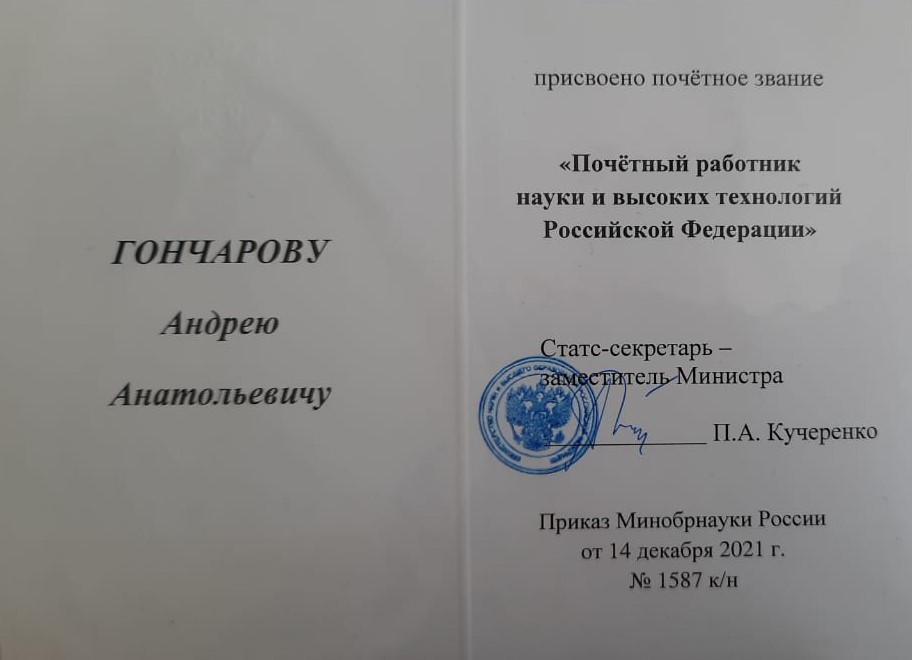 ГОНЧАРОВУ
Андрею
Анатольевичу
присвоено почётное звание
«Почётный работник
науки и высоких технологий
Российской Федерации»
Статс-секретарь –
заместитель Министра
П.А. Кучеренко
Приказ Минобрнауки России
от 14 декабря 2021 г.
№ 1587 к/н